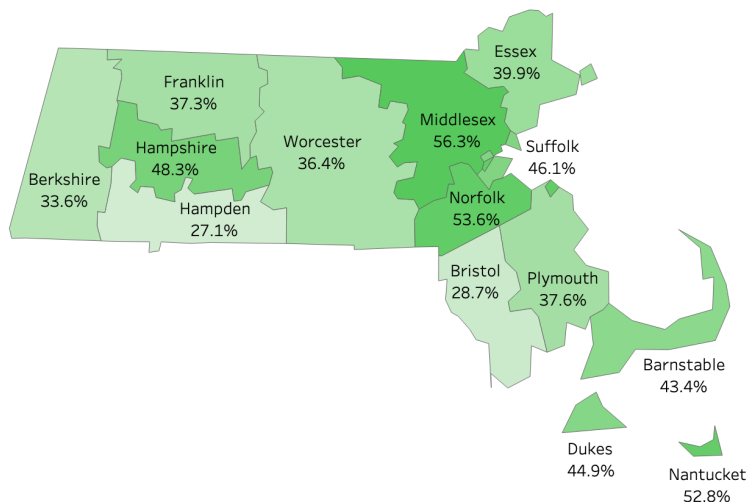 Essex
39.9%
Franklin
37.3%
Middlesex
56.3%
Worcester
36.4%
Suffolk
46.1%
Hampshire
48.3%
Berkshire
33.6%
Norfolk
53.6%
Hampden
27.1%
Bristol
28.7%
Plymouth
37.6%
Barnstable
43.4%
Dukes
44.9%
Nantucket
52.8%